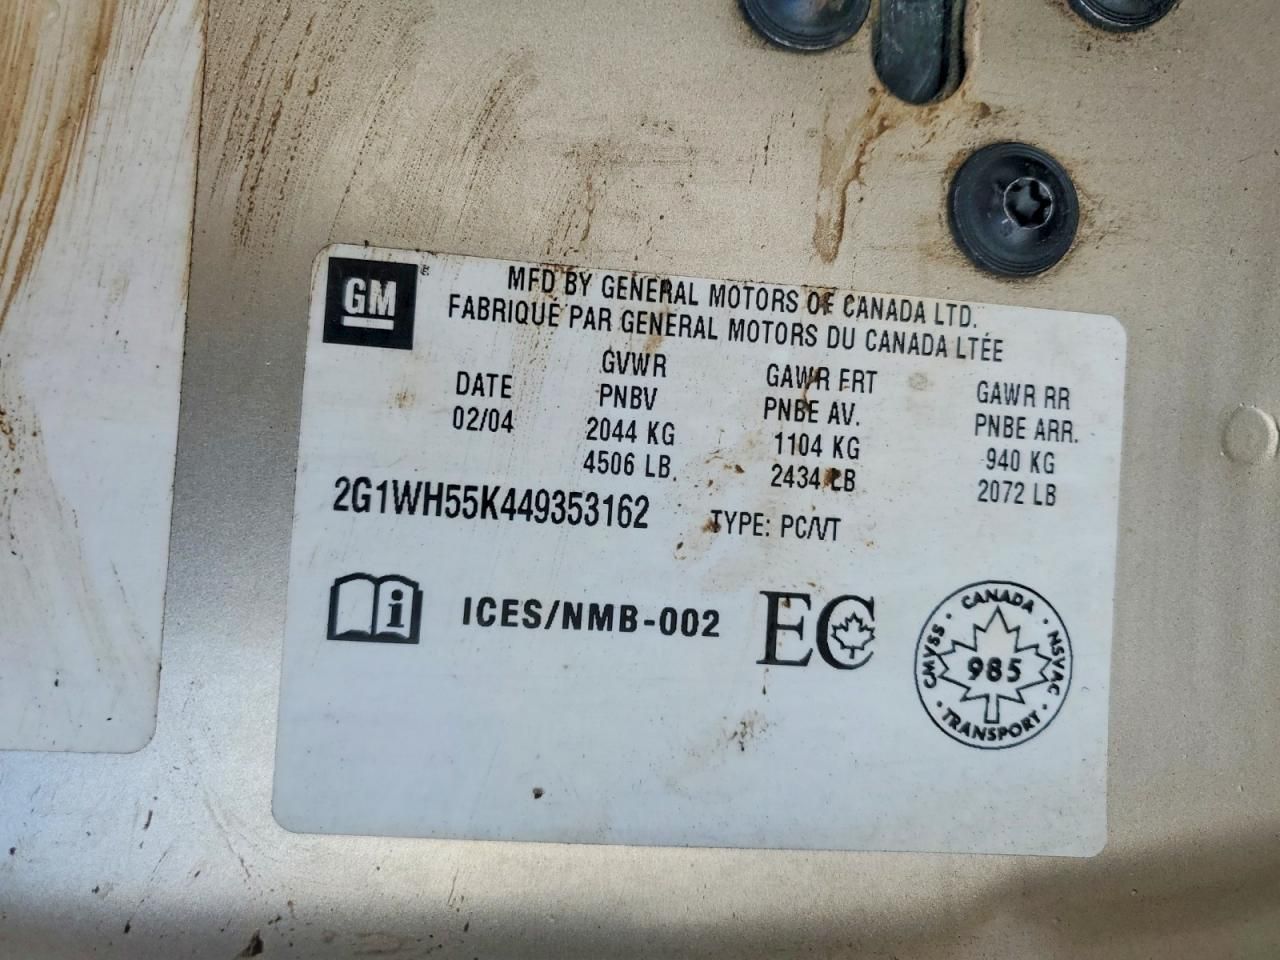 GM®
MFD BY GENERAL MOTORS OF CANADA LTD.
FABRIQUE PAR GENERAL MOTORS DU CANADA LTÉE
DATE
02/04
GVWR
PNBV
2044 KG
4506 LB.
GAWR FRT
PNBE AV.
1104 KG
2434 LB
GAWR RR
PNBE ARR.
940 KG
2072 LB
2G1WH55K449353162
TYPE: PC/VT
i
ICES/NMB-002
EC
CANADA
CMVSS · NSVAC
985
· TRANSPORT ·